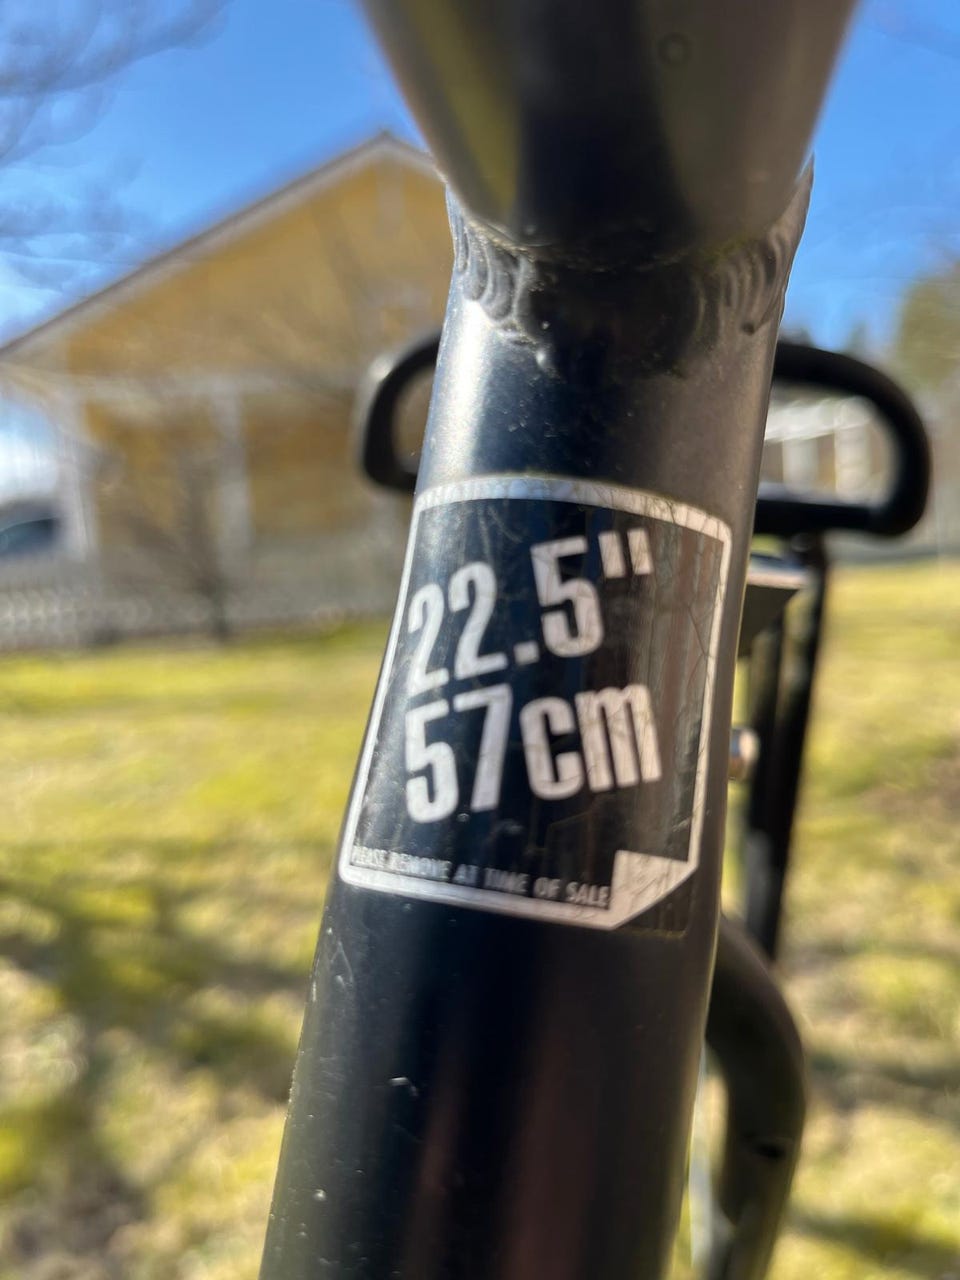 22.5"
57cm
PLEASE REMOVE AT TIME OF SALE